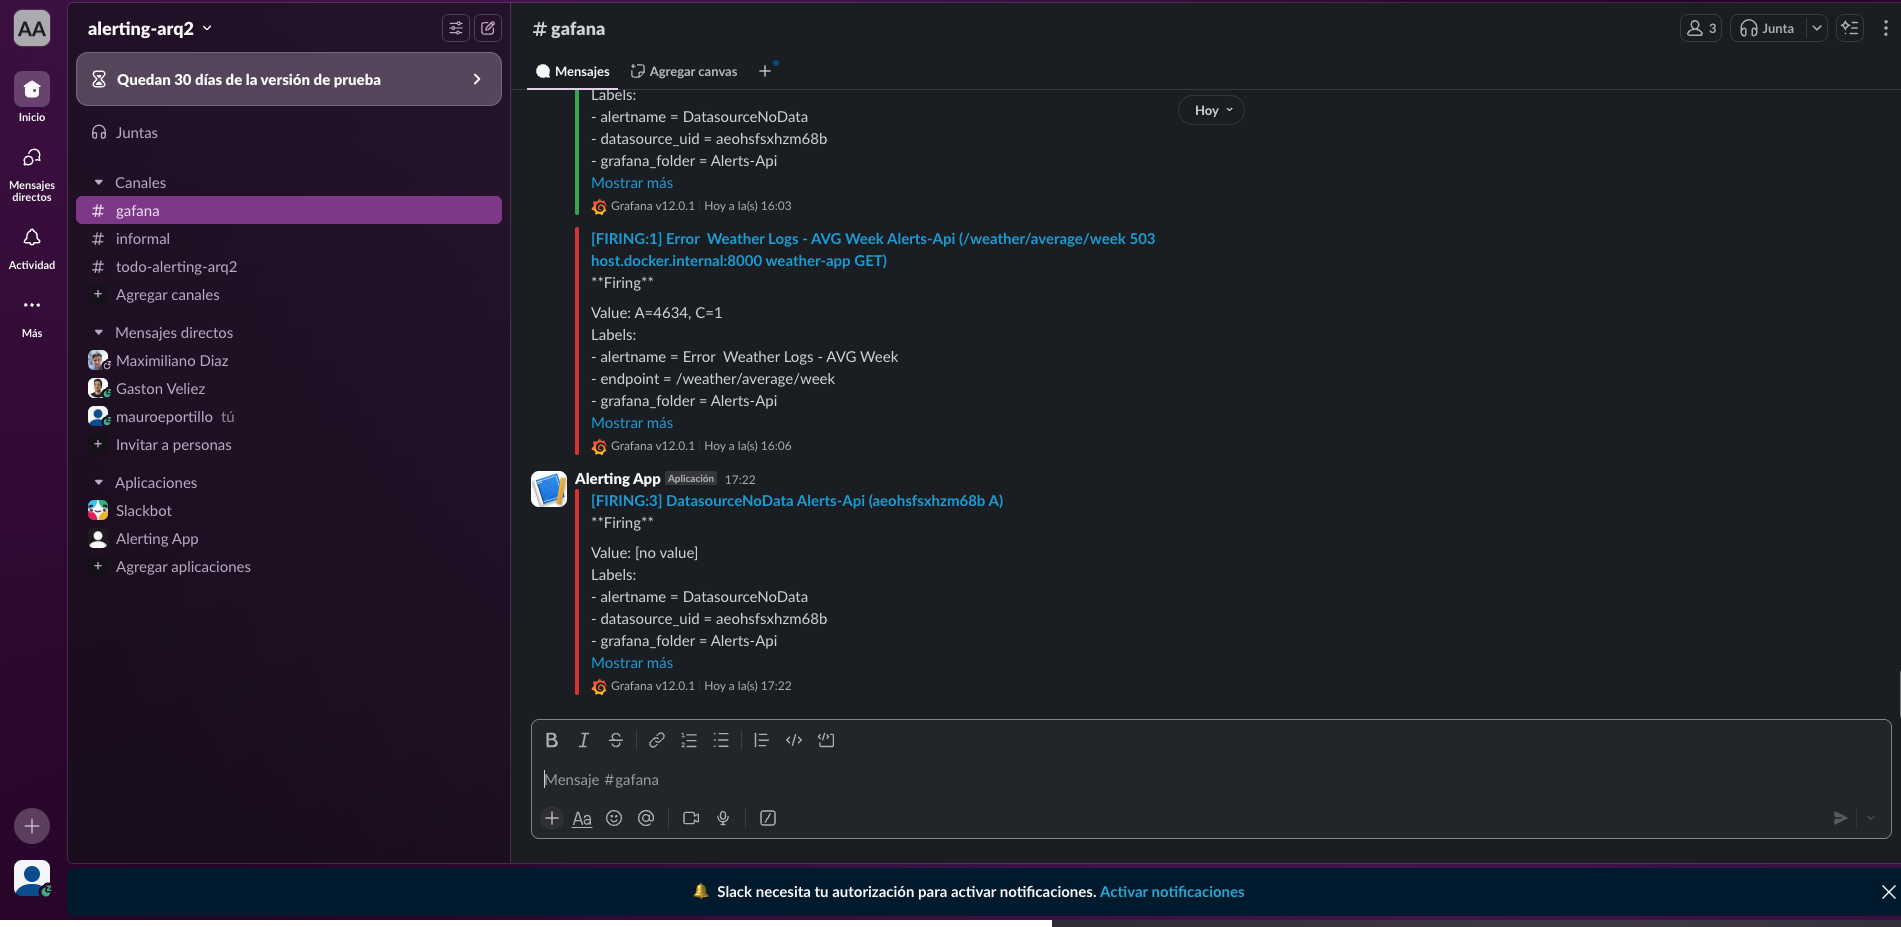 AA
Inicio
Mensajes
directos
Actividad
Más
alerting-arq2
Quedan 30 días de la versión de prueba
Juntas
Canales
# gafana
# informal
# todo-alerting-arq2
+ Agregar canales
Mensajes directos
Maximiliano Diaz
Gaston Veliez
mauroeportillo tú
+ Invitar a personas
Aplicaciones
Slackbot
Alerting App
+ Agregar aplicaciones
# gafana
3
Junta
Mensajes
Agregar canvas
+
Hoy
Labels:
- alertname = DatasourceNoData
- datasource_uid = aeohsfsxhzm68b
- grafana_folder = Alerts-Api
Mostrar más
Grafana v12.0.1 | Hoy a la(s) 16:03
[FIRING:1] Error  Weather Logs - AVG Week Alerts-Api (/weather/average/week 503
host.docker.internal:8000 weather-app GET)
**Firing**
Value: A=4634, C=1
Labels:
- alertname = Error  Weather Logs - AVG Week
- endpoint = /weather/average/week
- grafana_folder = Alerts-Api
Mostrar más
Grafana v12.0.1 | Hoy a la(s) 16:06
Alerting App Aplicación 17:22
[FIRING:3] DatasourceNoData Alerts-Api (aeohsfsxhzm68b A)
**Firing**
Value: [no value]
Labels:
- alertname = DatasourceNoData
- datasource_uid = aeohsfsxhzm68b
- grafana_folder = Alerts-Api
Mostrar más
Grafana v12.0.1 | Hoy a la(s) 17:22
Mensaje #gafana
Aa
Slack necesita tu autorización para activar notificaciones. Activar notificaciones